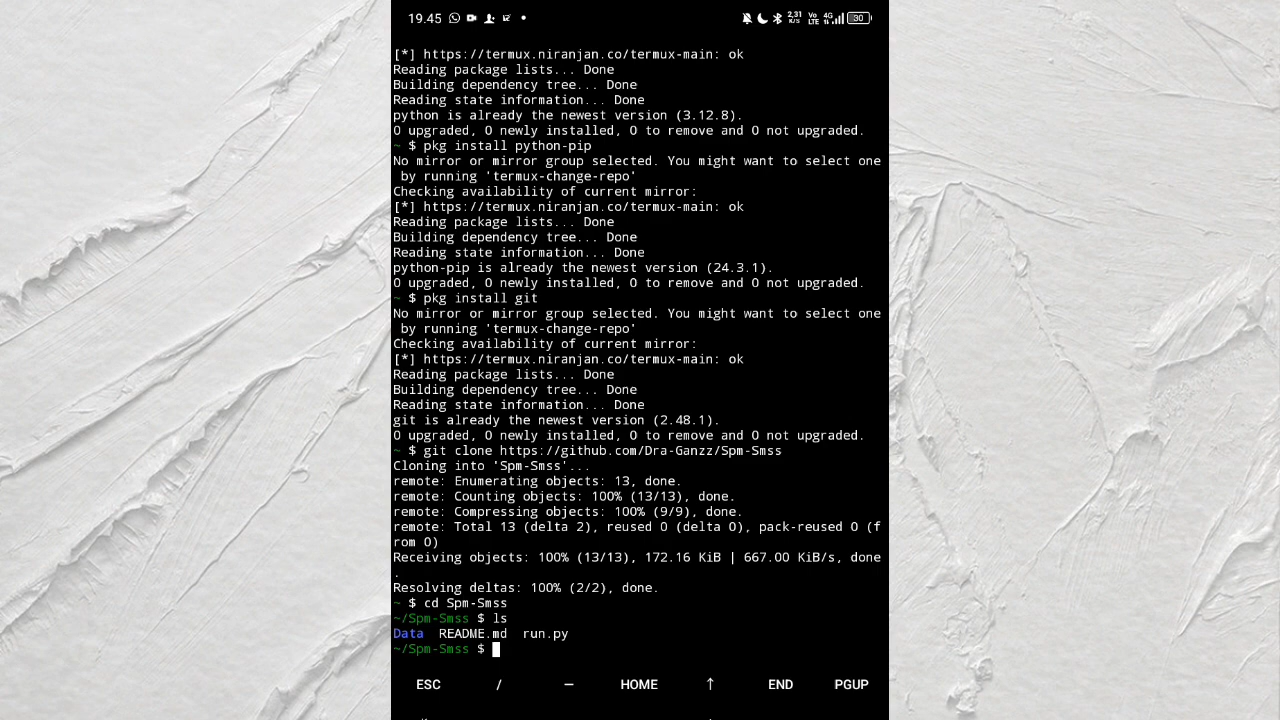 19.45 2,31 K/S Vo LTE 4G 30
[*] https://termux.niranjan.co/termux-main: ok
Reading package lists... Done
Building dependency tree... Done
Reading state information... Done
python is already the newest version (3.12.8).
0 upgraded, 0 newly installed, 0 to remove and 0 not upgraded.
~ $ pkg install python-pip
No mirror or mirror group selected. You might want to select one
by running 'termux-change-repo'
Checking availability of current mirror:
[*] https://termux.niranjan.co/termux-main: ok
Reading package lists... Done
Building dependency tree... Done
Reading state information... Done
python-pip is already the newest version (24.3.1).
0 upgraded, 0 newly installed, 0 to remove and 0 not upgraded.
~ $ pkg install git
No mirror or mirror group selected. You might want to select one
by running 'termux-change-repo'
Checking availability of current mirror:
[*] https://termux.niranjan.co/termux-main: ok
Reading package lists... Done
Building dependency tree... Done
Reading state information... Done
git is already the newest version (2.48.1).
0 upgraded, 0 newly installed, 0 to remove and 0 not upgraded.
~ $ git clone https://github.com/Dra-Ganzz/Spm-Smss
Cloning into 'Spm-Smss'...
remote: Enumerating objects: 13, done.
remote: Counting objects: 100% (13/13), done.
remote: Compressing objects: 100% (9/9), done.
remote: Total 13 (delta 2), reused 0 (delta 0), pack-reused 0 (f
rom 0)
Receiving objects: 100% (13/13), 172.16 KiB | 667.00 KiB/s, done
.
Resolving deltas: 100% (2/2), done.
~ $ cd Spm-Smss
~/Spm-Smss $ ls
Data README.md run.py
~/Spm-Smss $
ESC / — HOME ↑ END PGUP